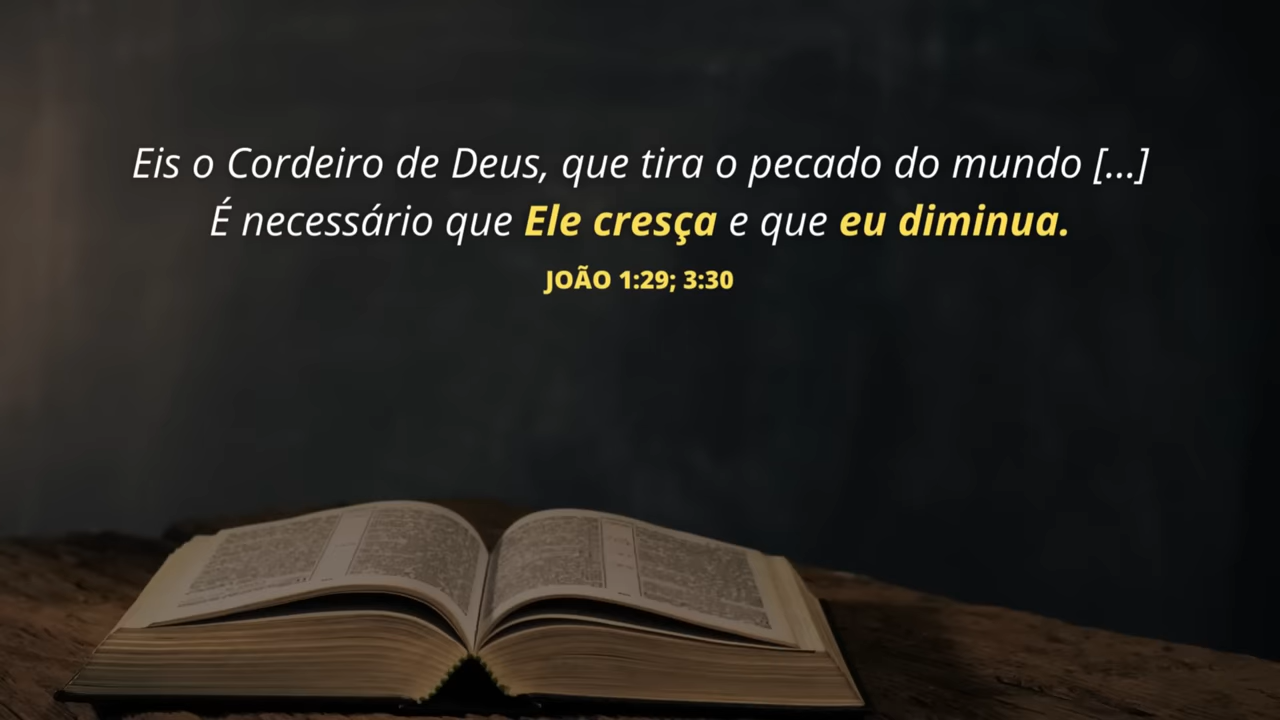 Eis o Cordeiro de Deus, que tira o pecado do mundo [...]
É necessário que Ele cresça e que eu diminua.
JOÃO 1:29; 3:30